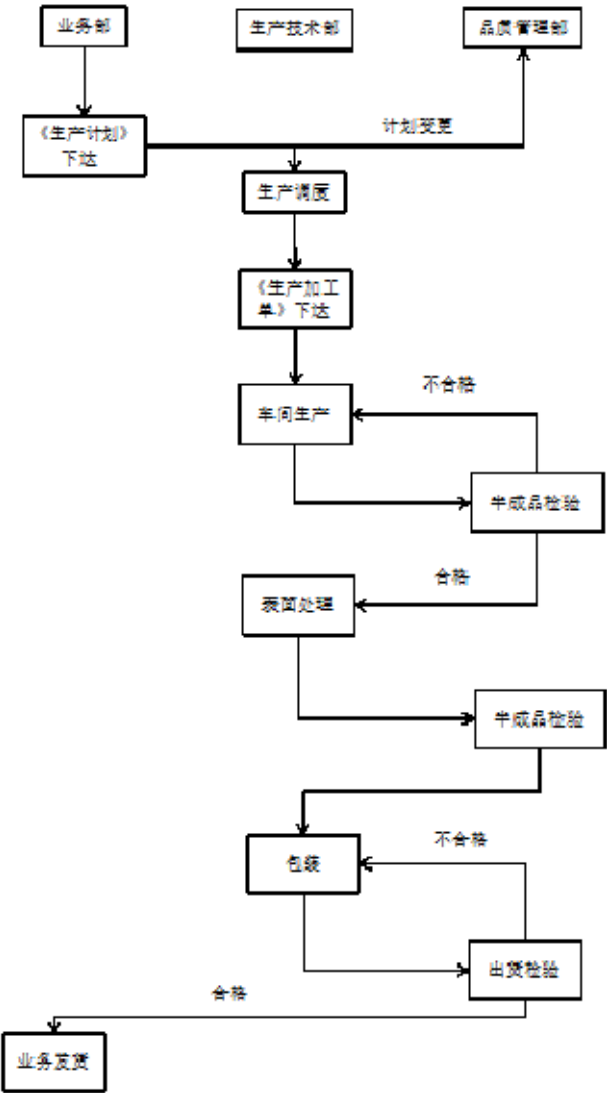 业务部
生产技术部
品质管理部
《生产计划》
下达
计划变更
生产调度
《生产加工
单》下达
不合格
车间生产
半成品检验
合格
表面处理
半成品检验
不合格
包装
出货检验
合格
业务发货